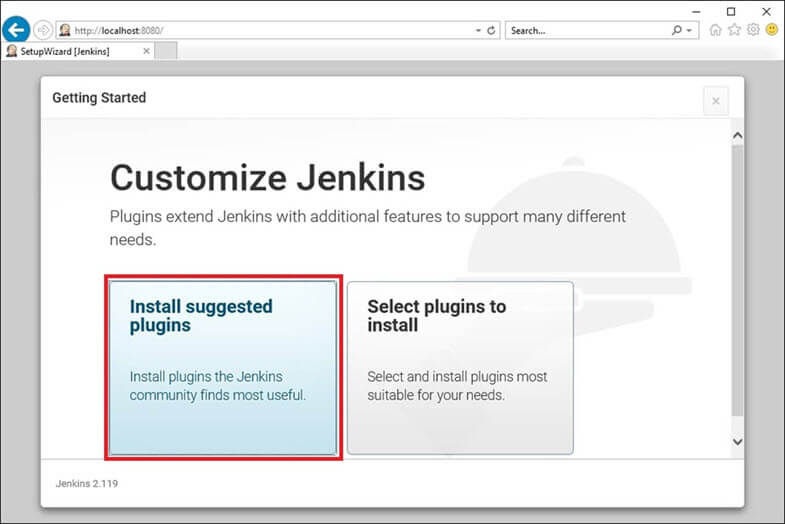 http://localhost:8080/
Search...
SetupWizard [Jenkins]
Getting Started
Customize Jenkins
Plugins extend Jenkins with additional features to support many different
needs.
Install suggested
plugins
Install plugins the Jenkins
community finds most useful.
Select plugins to
install
Select and install plugins most
suitable for your needs.
Jenkins 2.119